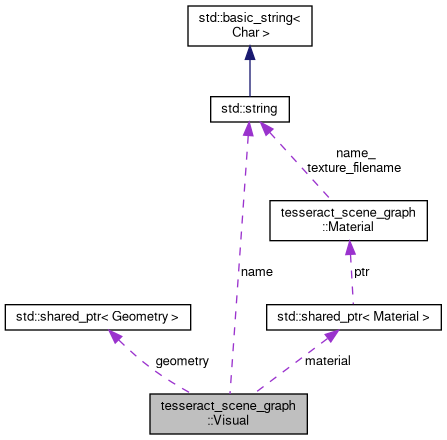 std::basic_string<
Char >
std::string
name_
texture_filename
tesseract_scene_graph
::Material
name
ptr
std::shared_ptr< Geometry >
std::shared_ptr< Material >
geometry
material
tesseract_scene_graph
::Visual